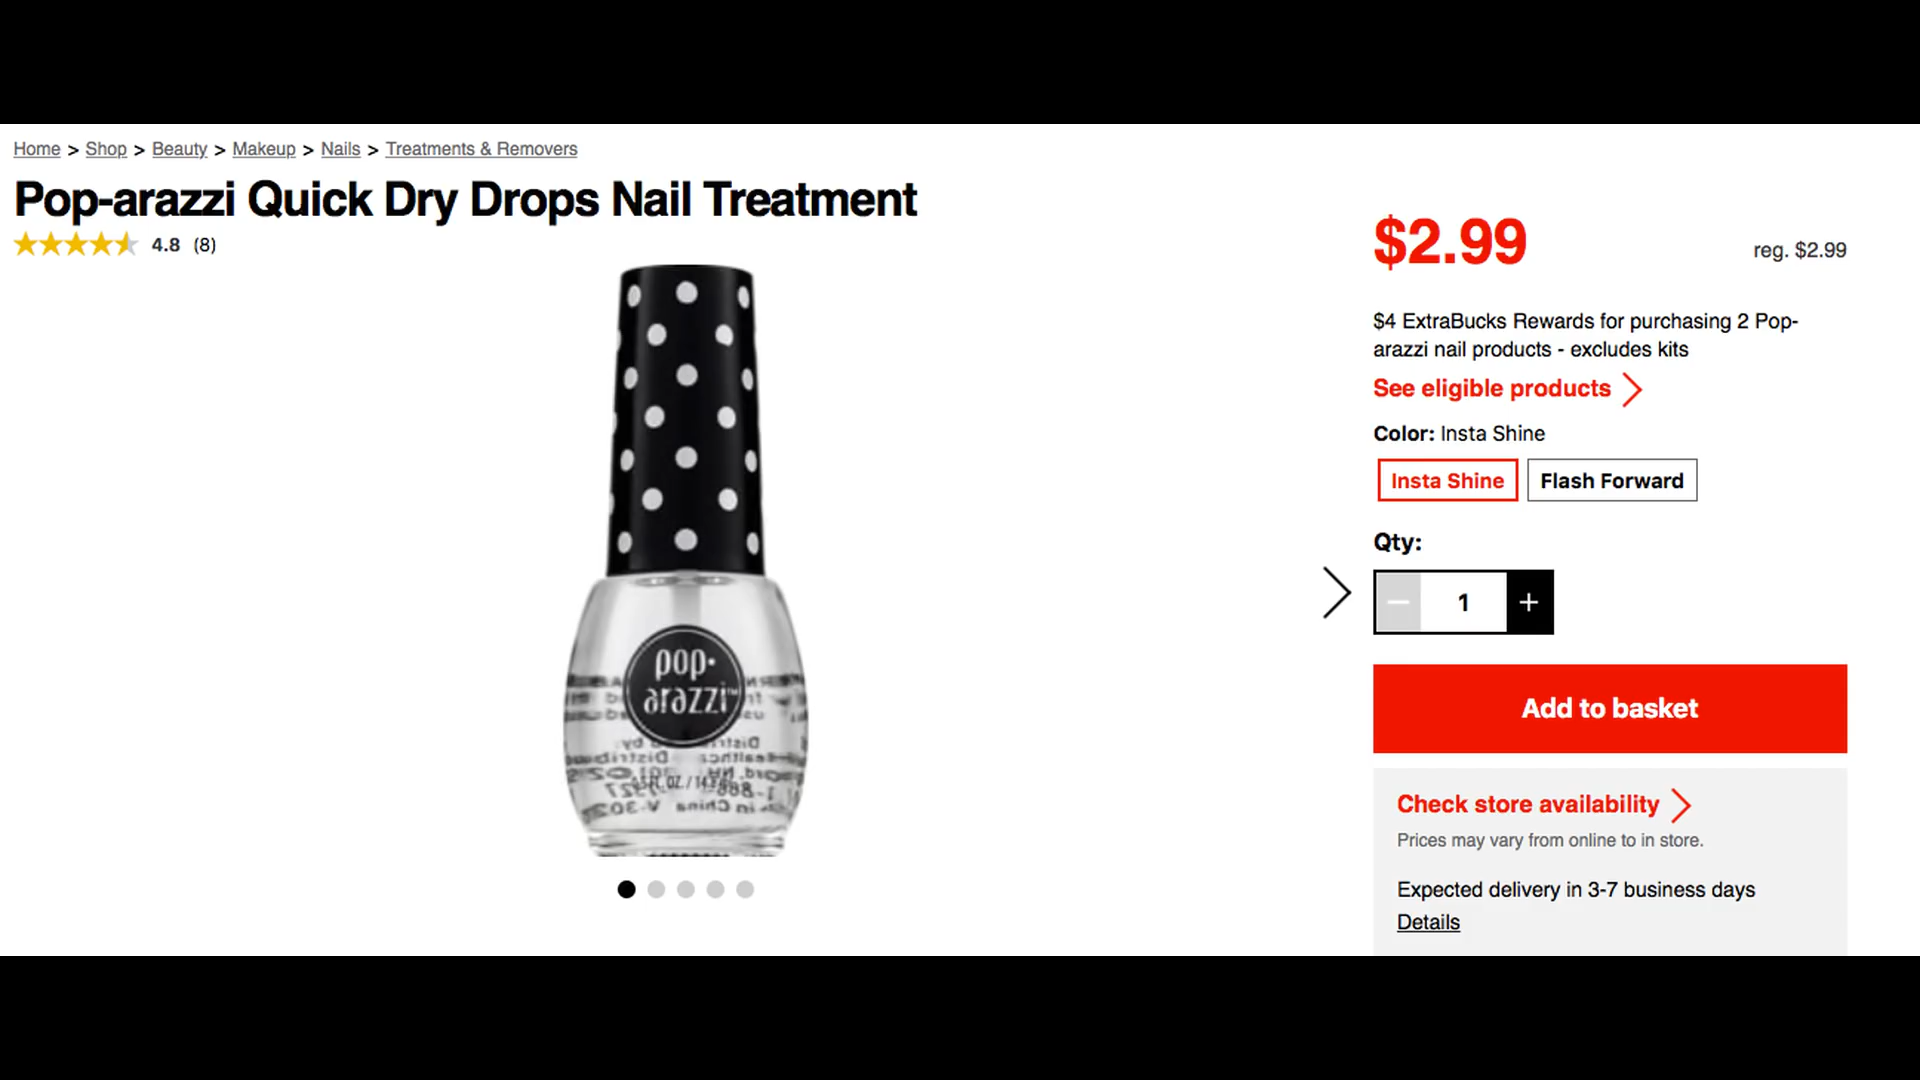 Home > Shop > Beauty > Makeup > Nails > Treatments & Removers
Pop-arazzi Quick Dry Drops Nail Treatment
4.8 (8)
pop•
arazzi™
$2.99
reg. $2.99
$4 ExtraBucks Rewards for purchasing 2 Pop-
arazzi nail products - excludes kits
See eligible products
Color: Insta Shine
Insta Shine
Flash Forward
Qty:
1
Add to basket
Check store availability
Prices may vary from online to in store.
Expected delivery in 3-7 business days
Details